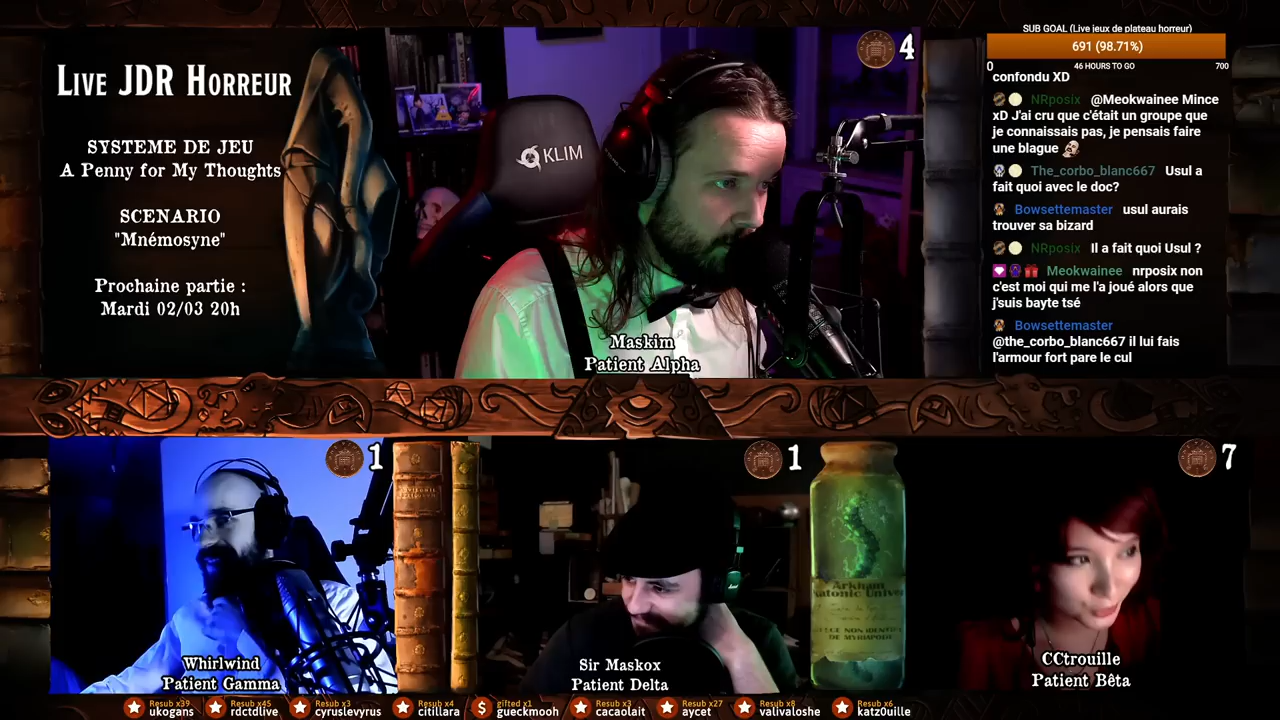 LIVE JDR HORREUR
SYSTEME DE JEU
A Penny for My Thoughts
SCENARIO
"Mnémosyne"
Prochaine partie :
Mardi 02/03 20h
KLIM
4
Maskim
Patient Alpha
SUB GOAL (Live jeux de plateau horreur)
691 (98.71%)
0
46 HOURS TO GO
700
confondu XD
NRposix @Meokwainee Mince
xD J'ai cru que c'était un groupe que
je connaissais pas, je pensais faire
une blague
The_corbo_blanc667 Usul a
fait quoi avec le doc?
Bowsettemaster usul aurais
trouver sa bizard
NRposix Il a fait quoi Usul ?
Meokwainee nrposix non
c'est moi qui me l'a joué alors que
j'suis bayte tsé
Bowsettemaster
@the_corbo_blanc667 il lui fais
l'armour fort pare le cul
1
Whirlwind
Patient Gamma
1
Sir Maskox
Patient Delta
Arkham
7
CCtrouille
Patient Bêta
Resub x39
ukogans
Resub x45
rdctdlive
Resub x3
cyruslevyrus
Resub x4
citillara
gifted x1
gueckmooh
Resub x3
cacaolait
Resub x27
aycet
Resub x8
valivaloshe
Resub x6
katz0uille